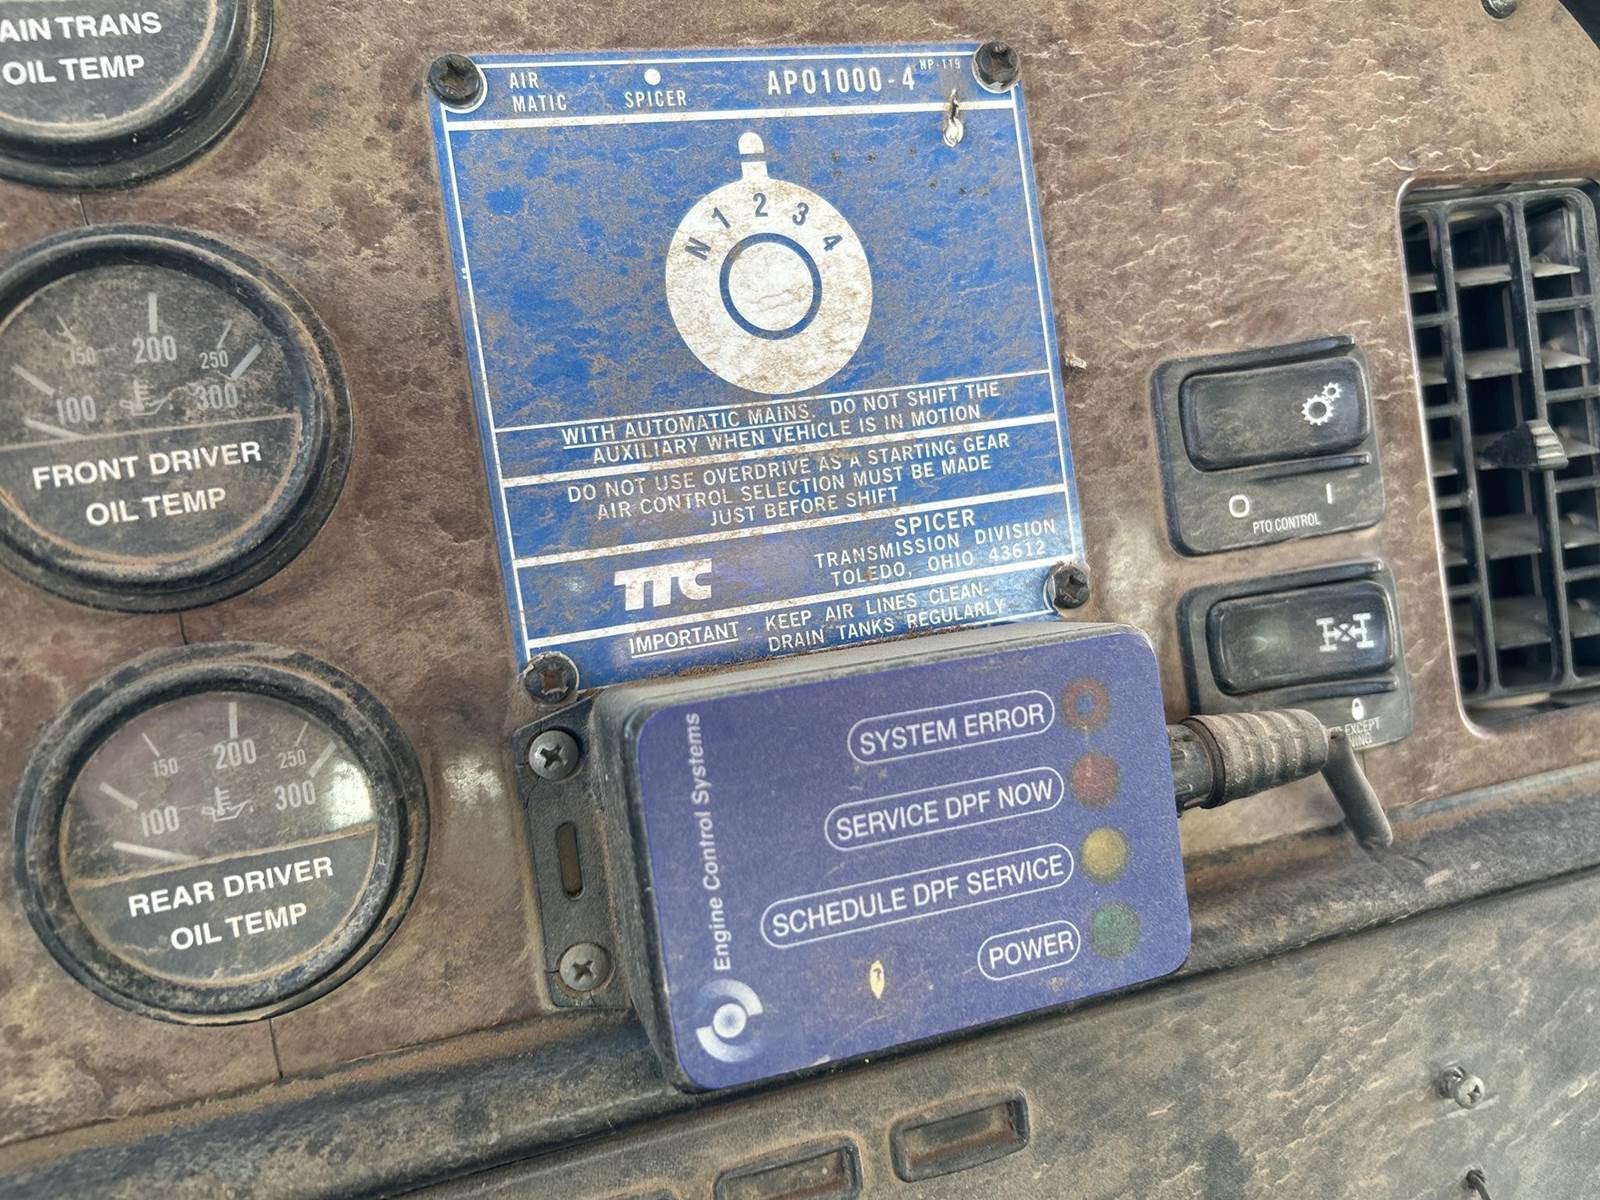 AIN TRANS
OIL TEMP
150 200 250
100 300
FRONT DRIVER
OIL TEMP
150 200 250
100 300
REAR DRIVER
OIL TEMP
AIR
MATIC
SPICER
APO1000-4
NP-119
N 1 2 3 4
WITH AUTOMATIC MAINS. DO NOT SHIFT THE
AUXILIARY WHEN VEHICLE IS IN MOTION
DO NOT USE OVERDRIVE AS A STARTING GEAR
AIR CONTROL SELECTION MUST BE MADE
JUST BEFORE SHIFT
TTC
SPICER
TRANSMISSION DIVISION
TOLEDO, OHIO 43612
IMPORTANT - KEEP AIR LINES CLEAN-
DRAIN TANKS REGULARLY
Engine Control Systems
SYSTEM ERROR
SERVICE DPF NOW
SCHEDULE DPF SERVICE
POWER
O I
PTO CONTROL
EXCEPT